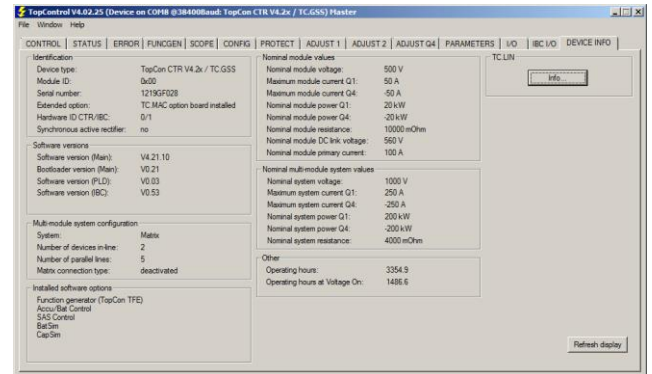 TopControl V4.02.25 (Device on COM8 @38400Baud: TopCon CTR V4.2x / TC.GSS) Master
File Window Help
CONTROL STATUS ERROR FUNCGEN SCOPE CONFIG PROTECT ADJUST 1 ADJUST 2 ADJUST Q4 PARAMETERS I/O IBC I/O DEVICE INFO
Identification
Device type: TopCon CTR V4.2x / TC.GSS
Module ID: 0x00
Serial number: 1219GF028
Extended option: TC.MAC option board installed
Hardware ID CTR/IBC: 0/1
Synchronous active rectifier: no
Software versions
Software version (Main): V4.21.10
Bootloader version (Main): V0.21
Software version (PLD): V0.03
Software version (IBC): V0.53
Multi-module system configuration
System: Matrix
Number of devices in-line: 2
Number of parallel lines: 5
Matrix connection type: deactivated
Installed software options
Function generator (TopCon TFE)
Accu/Bat Control
SAS Control
BatSim
CapSim
Nominal module values
Nominal module voltage: 500 V
Maximum module current Q1: 50 A
Maximum module current Q4: -50 A
Nominal module power Q1: 20 kW
Nominal module power Q4: -20 kW
Nominal module resistance: 10000 mOhm
Nominal module DC link voltage: 560 V
Nominal module primary current: 100 A
Nominal multi-module system values
Nominal system voltage: 1000 V
Maximum system current Q1: 250 A
Maximum system current Q4: -250 A
Nominal system power Q1: 200 kW
Nominal system power Q4: -200 kW
Nominal system resistance: 4000 mOhm
Other
Operating hours: 3354.9
Operating hours at Voltage On: 1486.6
TC.LIN
Info...
Refresh display